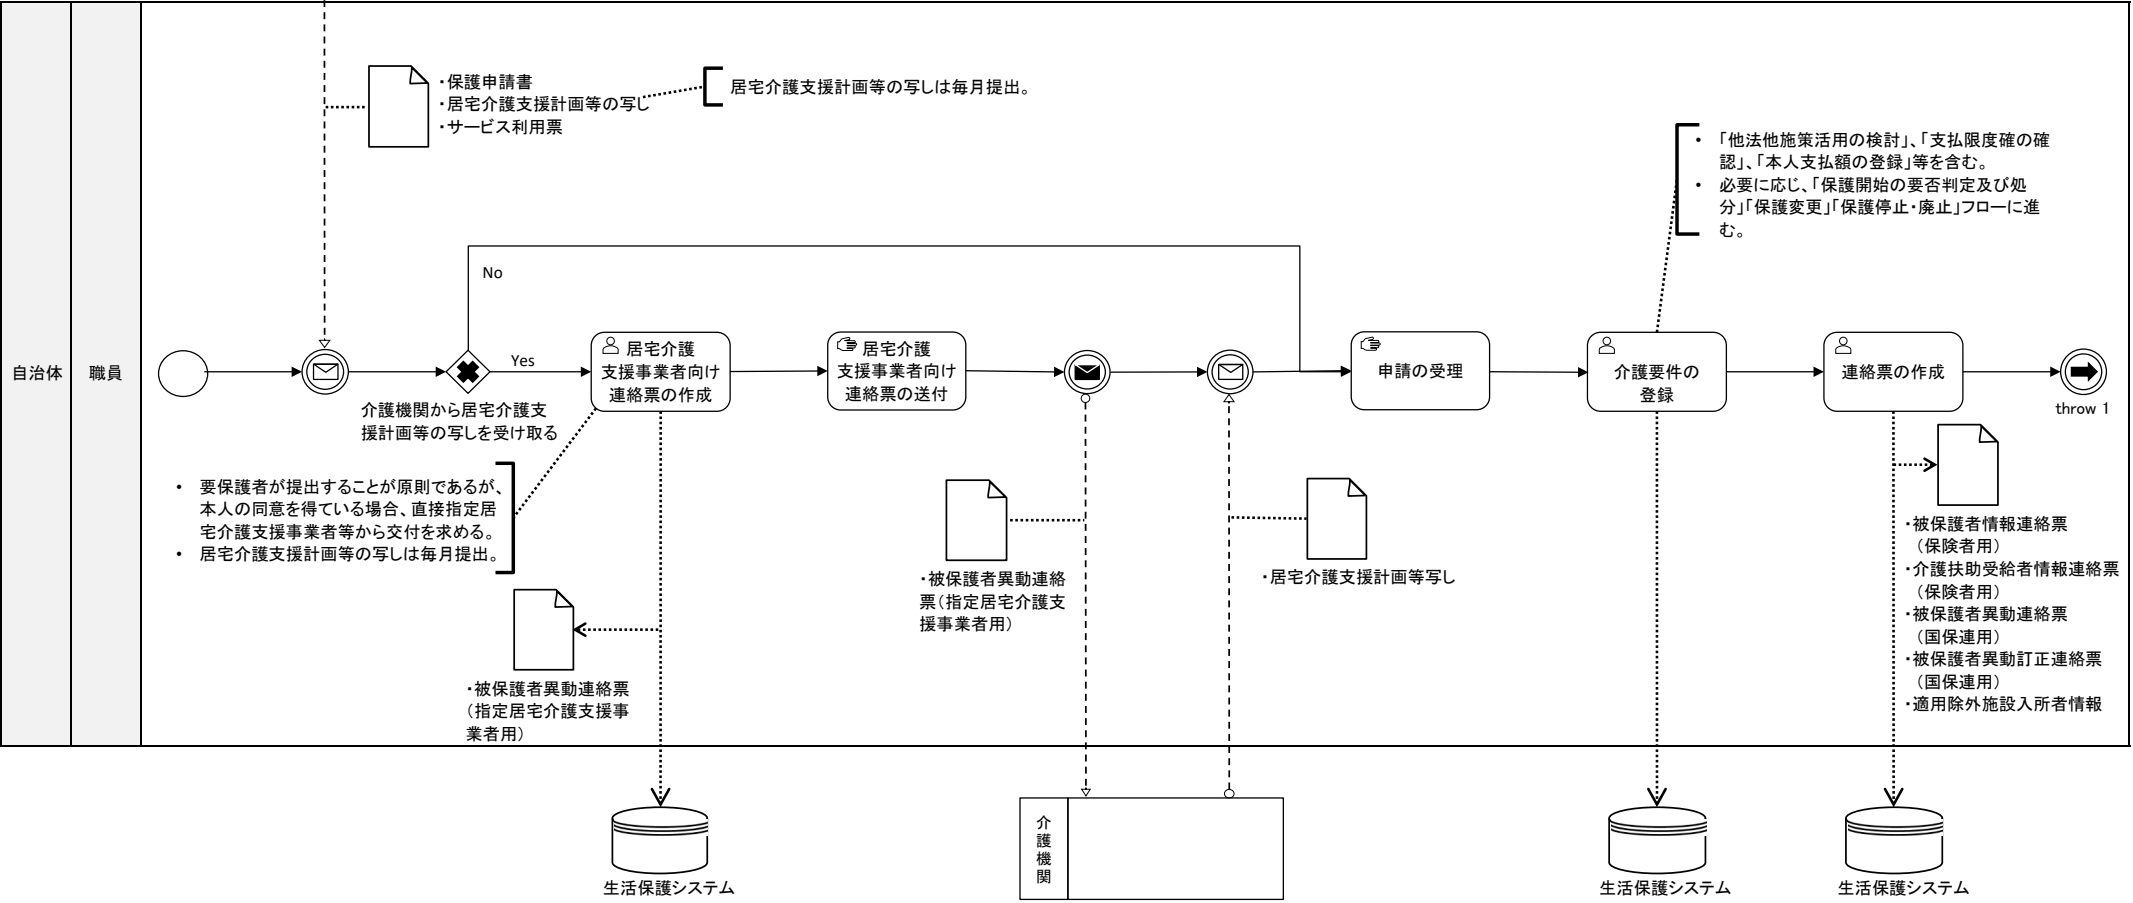 ・保護申請書
・居宅介護支援計画等の写し
・サービス利用票
居宅介護支援計画等の写しは毎月提出。
• 「他法他施策活用の検討」、「支払限度確の確
認」、「本人支払額の登録」等を含む。
• 必要に応じ、「保護開始の要否判定及び処
分」「保護変更」「保護停止・廃止」フローに進
む。
自治体
職員
No
Yes
介護機関から居宅介護支
援計画等の写しを受け取る
居宅介護
支援事業者向け
連絡票の作成
居宅介護
支援事業者向け
連絡票の送付
申請の受理
介護要件の
登録
連絡票の作成
throw 1
• 要保護者が提出することが原則であるが、
本人の同意を得ている場合、直接指定居
宅介護支援事業者等から交付を求める。
• 居宅介護支援計画等の写しは毎月提出。
・被保護者異動連絡票
（指定居宅介護支援事
業者用）
・被保護者異動連絡
票（指定居宅介護支
援事業者用）
・居宅介護支援計画等写し
・被保護者情報連絡票
（保険者用）
・介護扶助受給者情報連絡票
（保険者用）
・被保護者異動連絡票
（国保連用）
・被保護者異動訂正連絡票
（国保連用）
・適用除外施設入所者情報
生活保護システム
介護機関
生活保護システム
生活保護システム